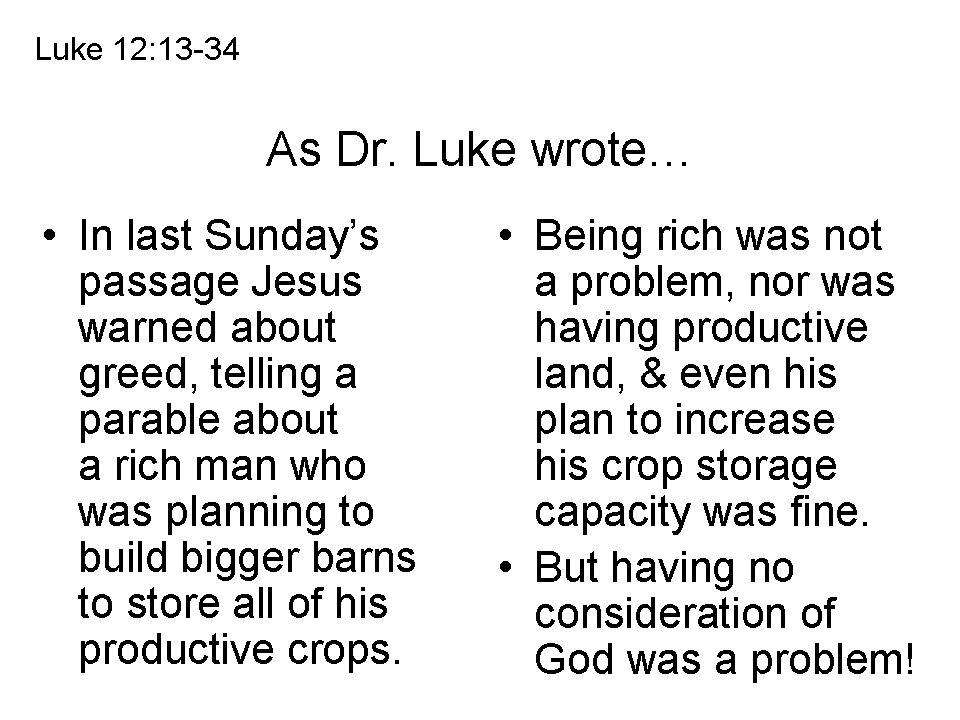 Luke 12:13-34
As Dr. Luke wrote…
• In last Sunday’s
passage Jesus
warned about
greed, telling a
parable about
a rich man who
was planning to
build bigger barns
to store all of his
productive crops.
• Being rich was not
a problem, nor was
having productive
land, & even his
plan to increase
his crop storage
capacity was fine.
• But having no
consideration of
God was a problem!